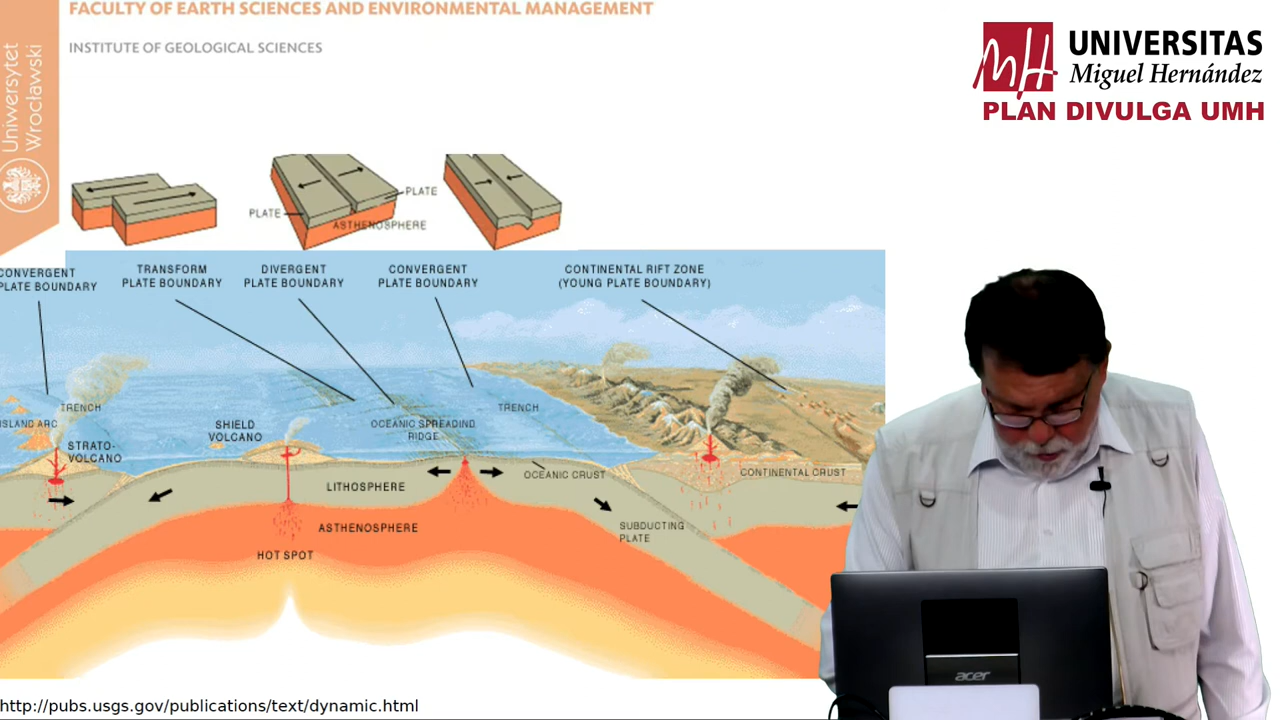 FACULTY OF EARTH SCIENCES AND ENVIRONMENTAL MANAGEMENT
INSTITUTE OF GEOLOGICAL SCIENCES
Uniwersytet
Wrocławski
UNIVERSITAS
Miguel Hernández
PLAN DIVULGA UMH
PLATE
PLATE
ASTHENOSPHERE
CONVERGENT
PLATE BOUNDARY
TRANSFORM
PLATE BOUNDARY
DIVERGENT
PLATE BOUNDARY
CONVERGENT
PLATE BOUNDARY
CONTINENTAL RIFT ZONE
(YOUNG PLATE BOUNDARY)
TRENCH
ISLAND ARC
STRATO-
VOLCANO
SHIELD
VOLCANO
OCEANIC SPREADING
RIDGE
TRENCH
OCEANIC CRUST
CONTINENTAL CRUST
LITHOSPHERE
ASTHENOSPHERE
HOT SPOT
SUBDUCTING
PLATE
http://pubs.usgs.gov/publications/text/dynamic.html
acer